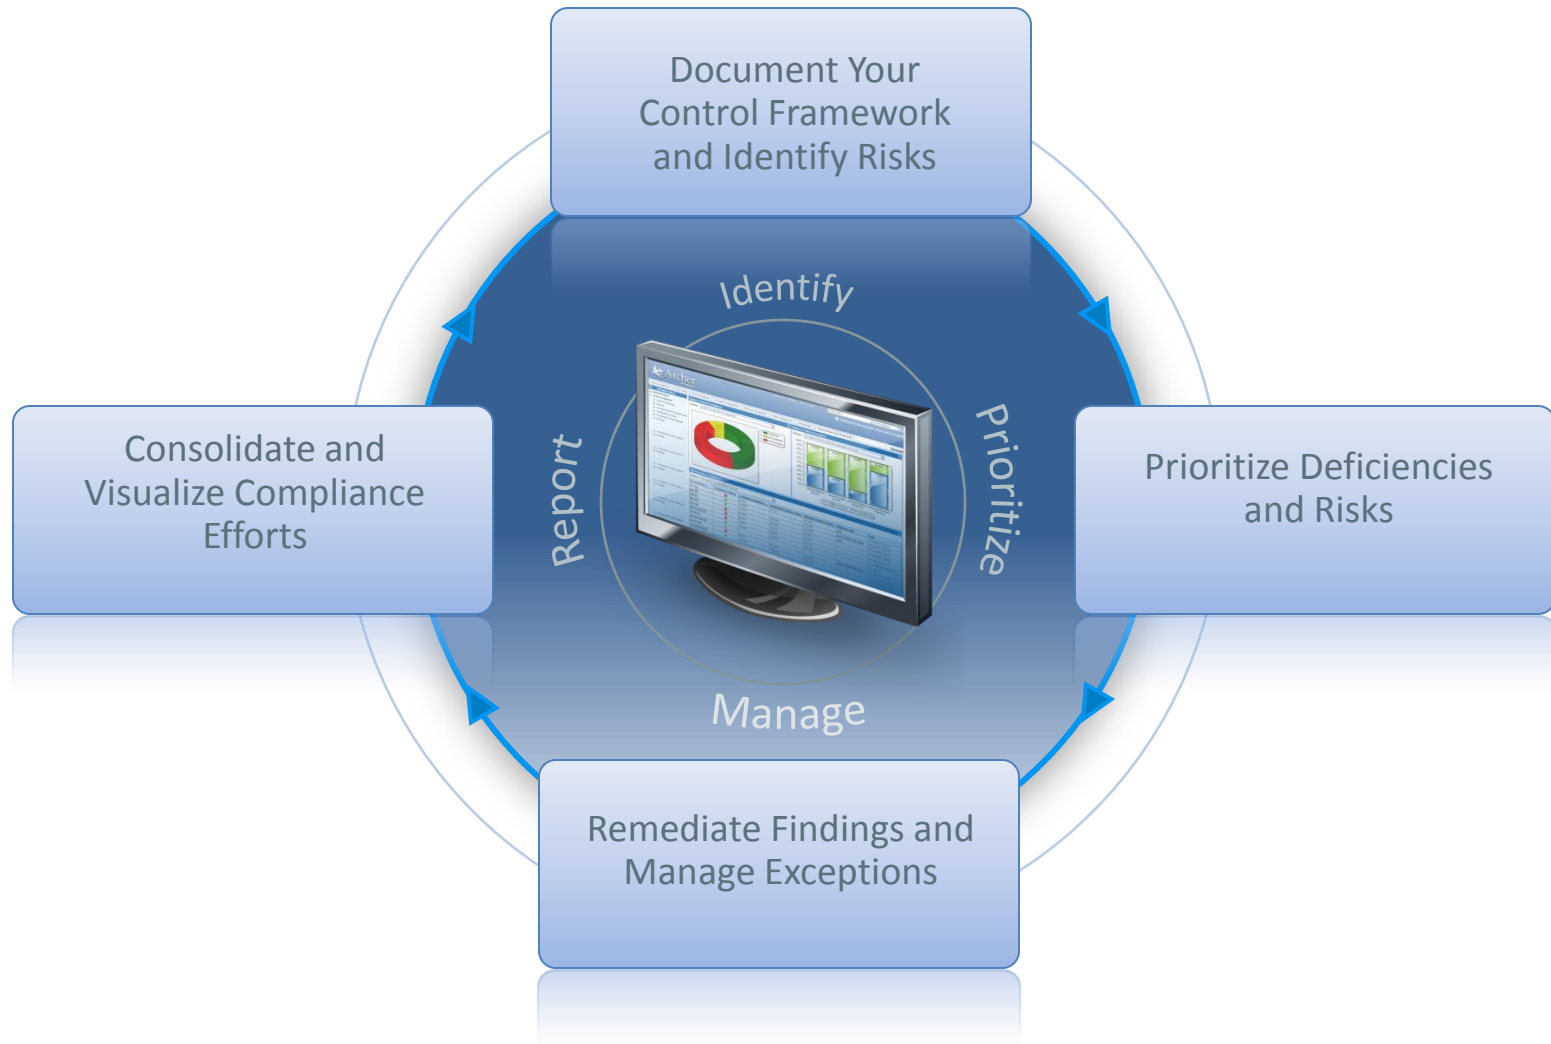 Document Your
Control Framework
and Identify Risks
Identify
Archer
Consolidate and
Visualize Compliance
Efforts
Report
Prioritize
Prioritize Deficiencies
and Risks
Manage
Remediate Findings and
Manage Exceptions